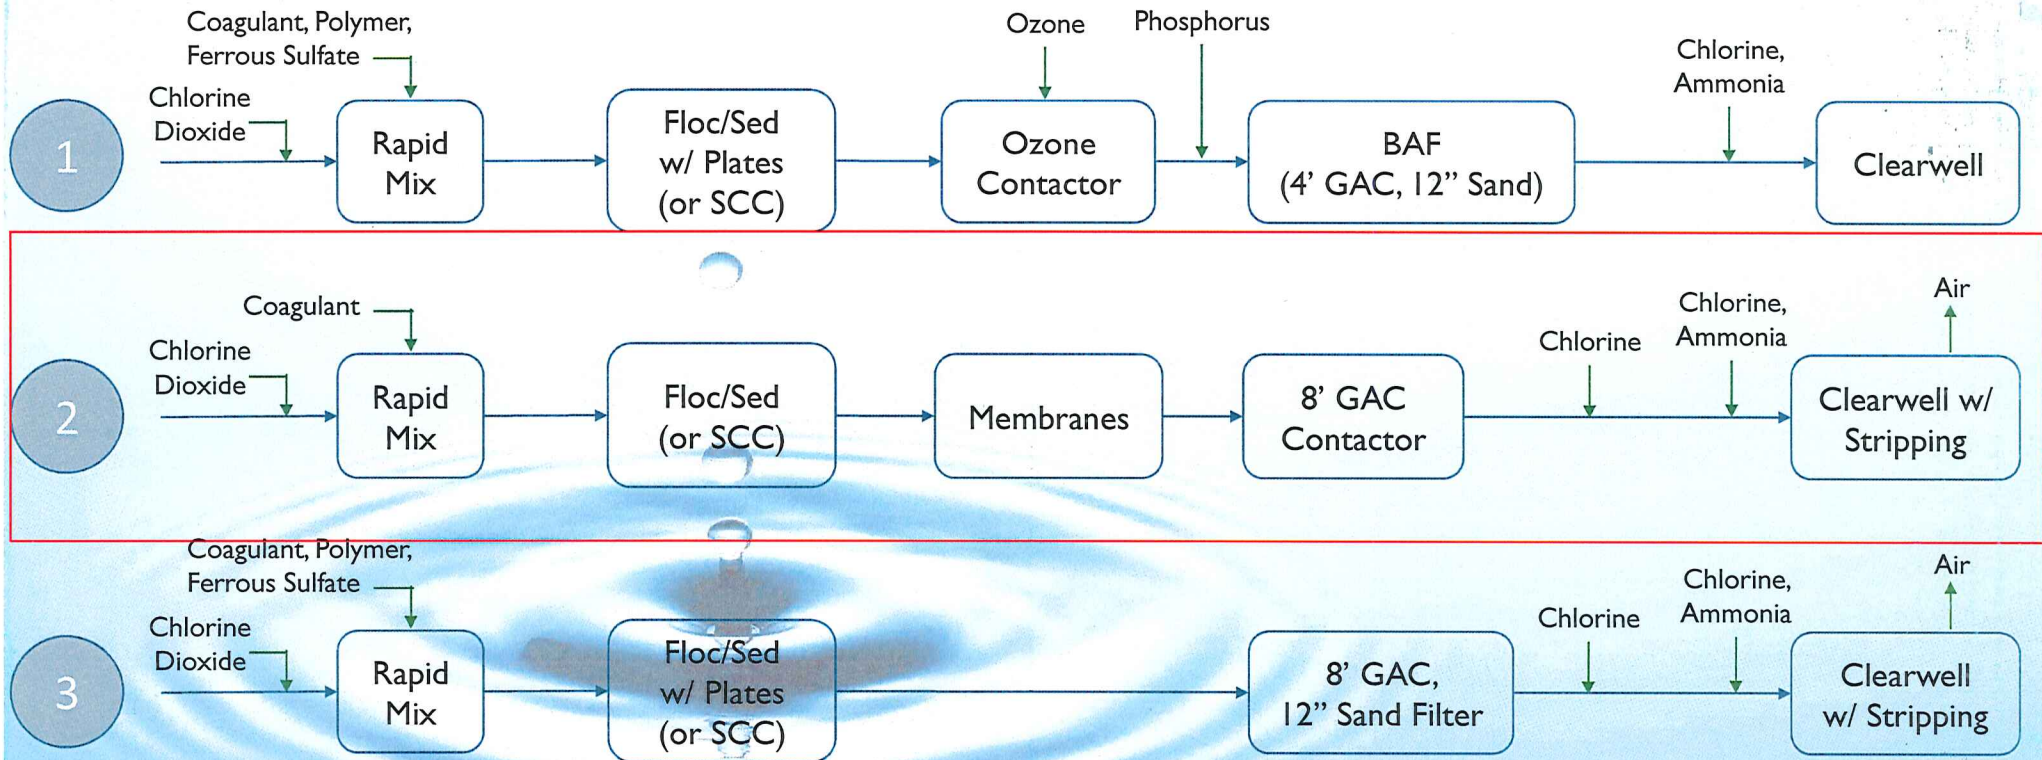 Coagulant, Polymer,
Ferrous Sulfate
Chlorine
Dioxide
1
Rapid
Mix
Floc/Sed
w/ Plates
(or SCC)
Ozone
Ozone
Contactor
Phosphorus
BAF
(4' GAC, 12” Sand)
Chlorine,
Ammonia
Clearwell
Coagulant
Chlorine
Dioxide
2
Rapid
Mix
Floc/Sed
(or SCC)
Membranes
8' GAC
Contactor
Chlorine
Chlorine,
Ammonia
Air
Clearwell w/
Stripping
Coagulant, Polymer,
Ferrous Sulfate
Chlorine
Dioxide
3
Rapid
Mix
Floc/Sed
w/ Plates
(or SCC)
8' GAC,
12” Sand Filter
Chlorine
Chlorine,
Ammonia
Air
Clearwell
w/ Stripping